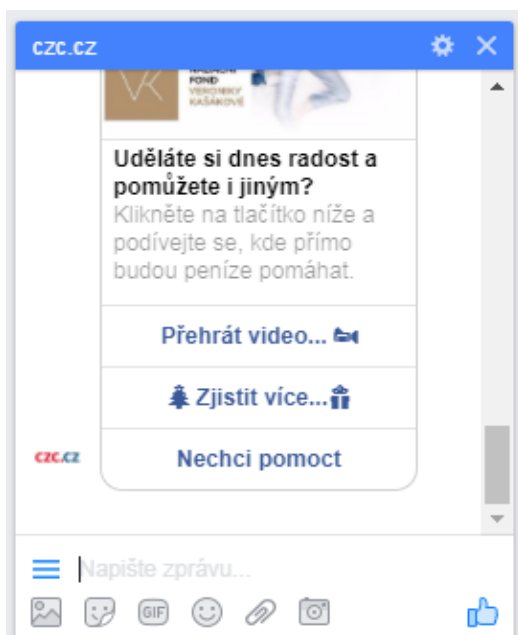 czc.cz
VK
NADAČNÍ
FOND
VERONIKY
KAŠÁKOVÉ
Uděláte si dnes radost a
pomůžete i jiným?
Klikněte na tlačítko níže a
podívejte se, kde přímo
budou peníze pomáhat.
Přehrát video...
Zjistit více...
czc.cz
Nechci pomoct
Napište zprávu...
GIF